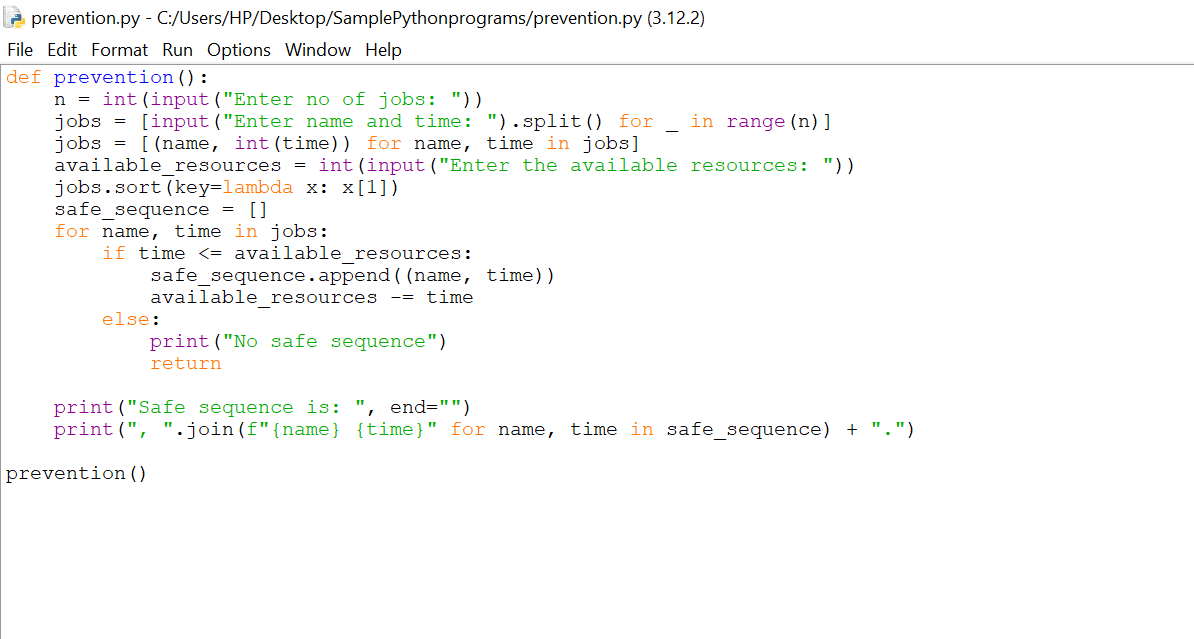 prevention.py - C:/Users/HP/Desktop/SamplePythonprograms/prevention.py (3.12.2)
File Edit Format Run Options Window Help
def prevention():
    n = int(input("Enter no of jobs: "))
    jobs = [input("Enter name and time: ").split() for _ in range(n)]
    jobs = [(name, int(time)) for name, time in jobs]
    available_resources = int(input("Enter the available resources: "))
    jobs.sort(key=lambda x: x[1])
    safe_sequence = []
    for name, time in jobs:
        if time <= available_resources:
            safe_sequence.append((name, time))
            available_resources -= time
        else:
            print("No safe sequence")
            return

    print("Safe sequence is: ", end="")
    print(", ".join(f"{name} {time}" for name, time in safe_sequence) + ".")

prevention()